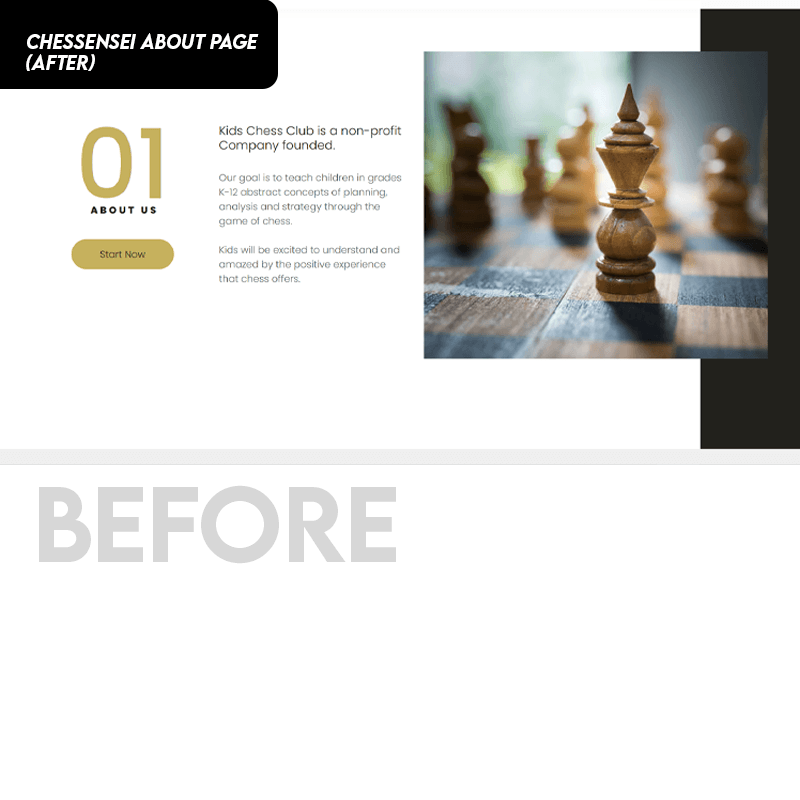 CHESSENSEI ABOUT PAGE
(AFTER)
01
ABOUT US
Start Now
Kids Chess Club is a non-profit
Company founded.
Our goal is to teach children in grades
K-12 abstract concepts of planning,
analysis and strategy through the
game of chess.
Kids will be excited to understand and
amazed by the positive experience
that chess offers.
BEFORE